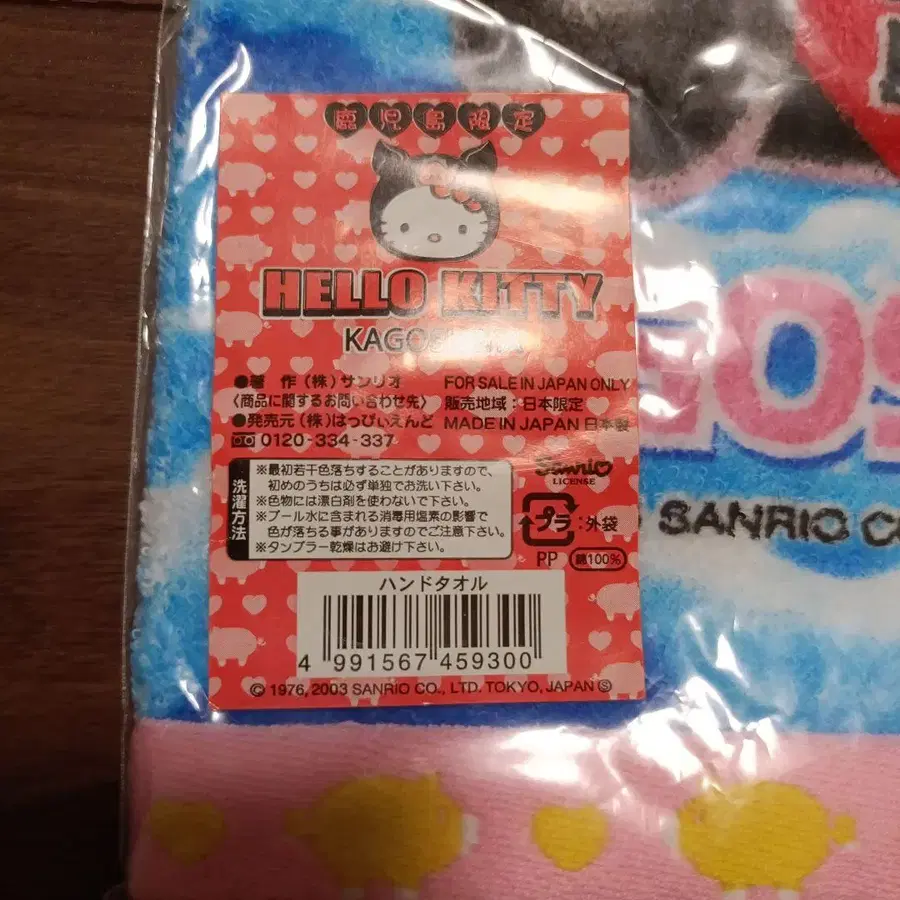 鹿児島限定
HELLO KITTY
KAGOSHIMA
●著 作 (株) サンリオ
〈商品に関するお問い合わせ先〉
●発売元 (株) はっぴぃえんど
0120-334-337
FOR SALE IN JAPAN ONLY
販売地域：日本限定
MADE IN JAPAN 日本製
洗濯方法
※最初若干色落ちすることがありますので、
初めのうちは必ず単独でお洗い下さい。
※色物には漂白剤を使わないで下さい。
※プール水に含まれる消毒用塩素の影響で
色が落ちる事がありますのでご注意下さい。
※タンブラー乾燥はお避け下さい。
Sanrio
LICENSE
プラ：外袋
PP 綿100%
ハンドタオル
4 991567 459300
© 1976, 2003 SANRIO CO., LTD. TOKYO, JAPAN Ⓢ
GOS
SANRIO CO